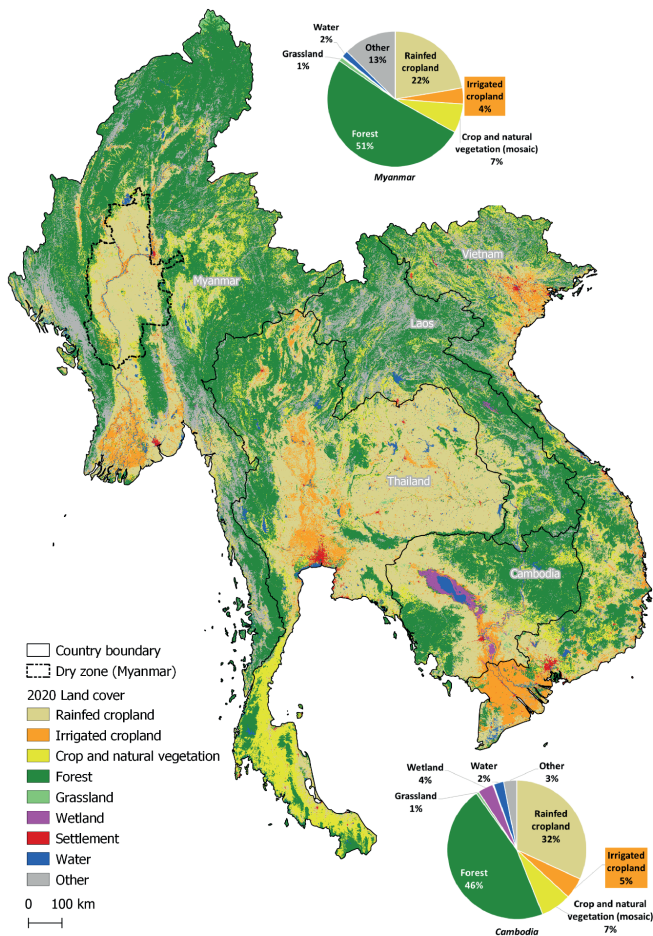 Water
2%
Other
13%
Grassland
1%
Rainfed
cropland
22%
Irrigated
cropland
4%
Forest
51%
Crop and natural
vegetation (mosaic)
7%
Myanmar
Vietnam
Myanmar
Laos
Thailand
Cambodia
Country boundary
Dry zone (Myanmar)
2020 Land cover
Rainfed cropland
Irrigated cropland
Crop and natural vegetation
Forest
Grassland
Wetland
Settlement
Water
Other
0 100 km
Wetland
4%
Water
2%
Other
3%
Grassland
1%
Rainfed
cropland
32%
Irrigated
cropland
5%
Forest
46%
Crop and natural
vegetation (mosaic)
7%
Cambodia